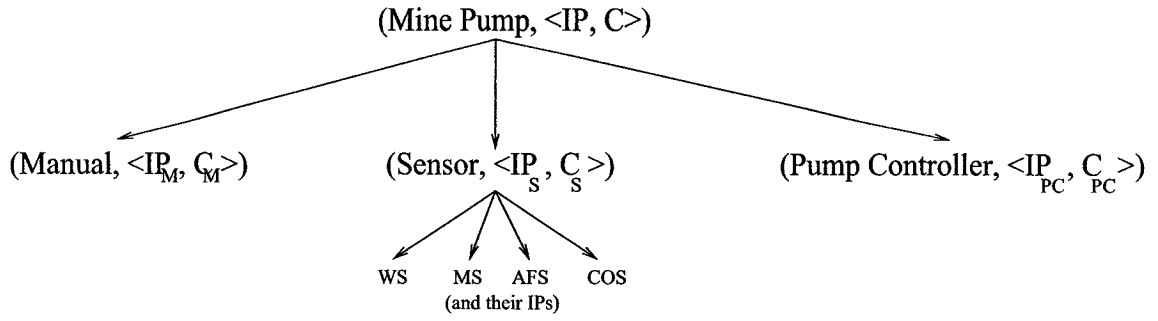 (Mine Pump, <IP, C>)
(Manual, <IP_M, C_M>) (Sensor, <IP_S, C_S>) (Pump Controller, <IP_PC, C_PC>)
WS MS AFS COS
(and their IPs)